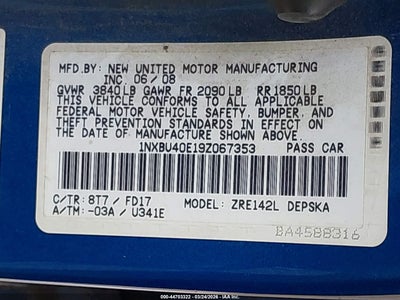 MFD.BY: NEW UNITED MOTOR MANUFACTURING
INC. 06/08
GVWR 3840LB GAWR FR 2090LB RR1850LB
THIS VEHICLE CONFORMS TO ALL APPLICABLE
FEDERAL MOTOR VEHICLE SAFETY, BUMPER, AND
THEFT PREVENTION STANDARDS IN EFFECT ON
THE DATE OF MANUFACTURE SHOWN ABOVE.
1NXBU40E19Z067353 PASS CAR
C/TR: 8T7 / FD17 MODEL: ZRE142L DEPSKA
A/TM: -03A / U341E
BA4588316
000-44703322 - 03/24/2026 - IAA Inc.